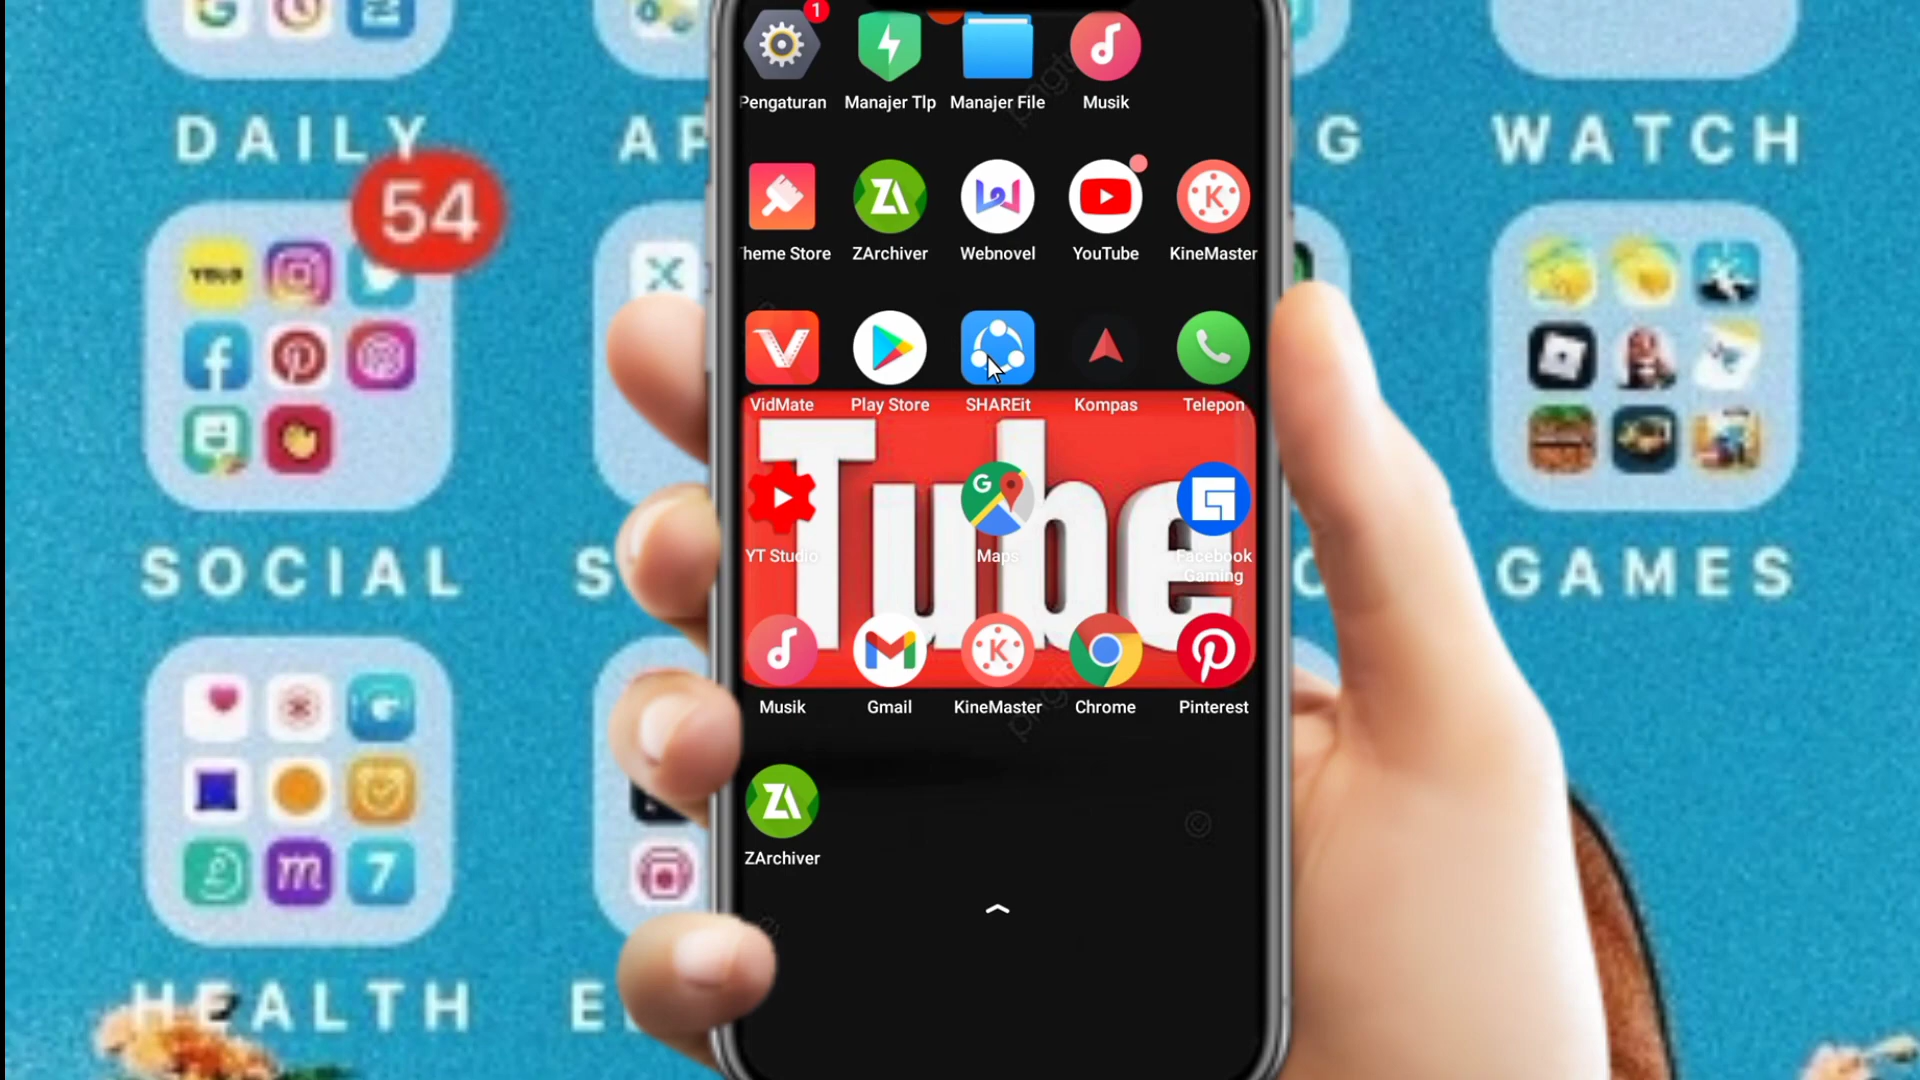 1
Pengaturan
Manajer Tlp
Manajer File
Musik
DAILY
AP
G
WATCH
54
heme Store
ZArchiver
Webnovel
YouTube
KineMaster
VidMate
Play Store
SHAREit
Kompas
Telepon
Tube
YT Studio
Maps
Facebook
Gaming
SOCIAL
S
GAMES
Musik
Gmail
KineMaster
Chrome
Pinterest
ZArchiver
HEALTH
E